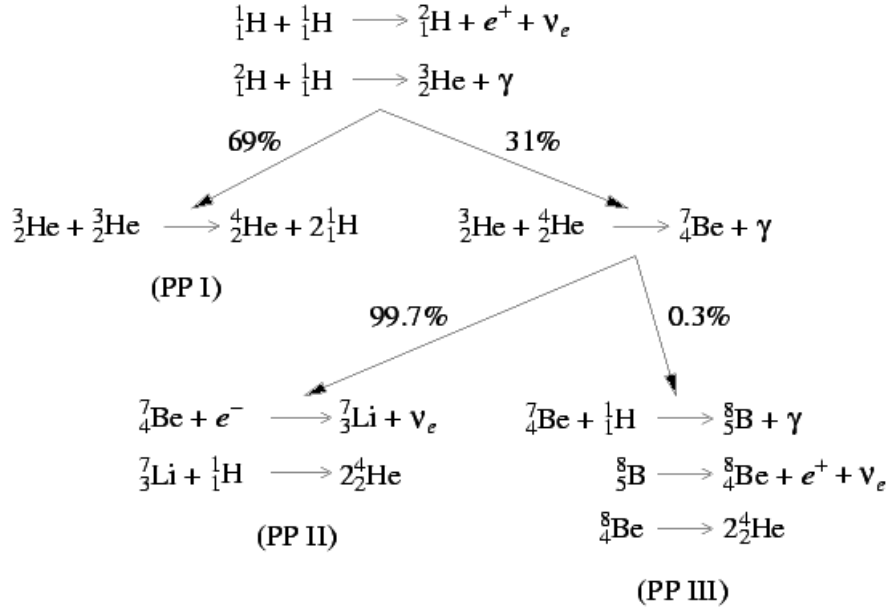 ¹₁H + ¹₁H ⟶ ²₁H + e⁺ + νₑ
²₁H + ¹₁H ⟶ ³₂He + γ
69% 31%
³₂He + ³₂He ⟶ ⁴₂He + 2¹₁H ³₂He + ⁴₂He ⟶ ⁷₄Be + γ
(PP I)
99.7% 0.3%
⁷₄Be + e⁻ ⟶ ⁷₃Li + νₑ ⁷₄Be + ¹₁H ⟶ ⁸₅B + γ
⁷₃Li + ¹₁H ⟶ 2⁴₂He ⁸₅B ⟶ ⁸₄Be + e⁺ + νₑ
(PP II) ⁸₄Be ⟶ 2⁴₂He
(PP III)